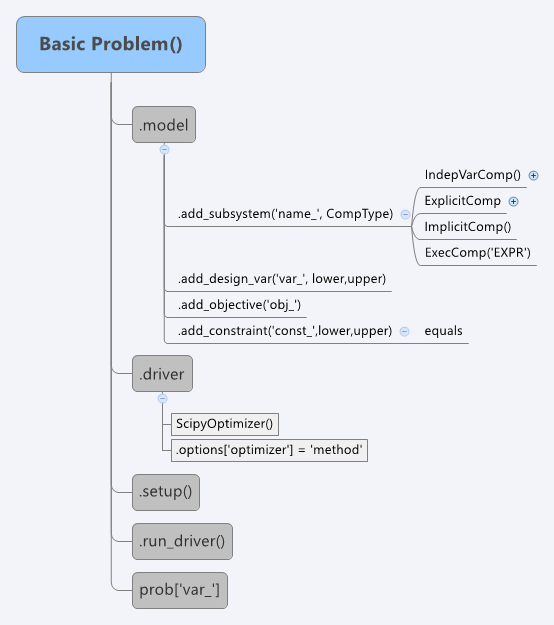 Basic Problem()
.model
.add_subsystem('name_', CompType)
IndepVarComp()
ExplicitComp
ImplicitComp()
ExecComp('EXPR')
.add_design_var('var_', lower,upper)
.add_objective('obj_')
.add_constraint('const_',lower,upper)
equals
.driver
ScipyOptimizer()
.options['optimizer'] = 'method'
.setup()
.run_driver()
prob['var_']